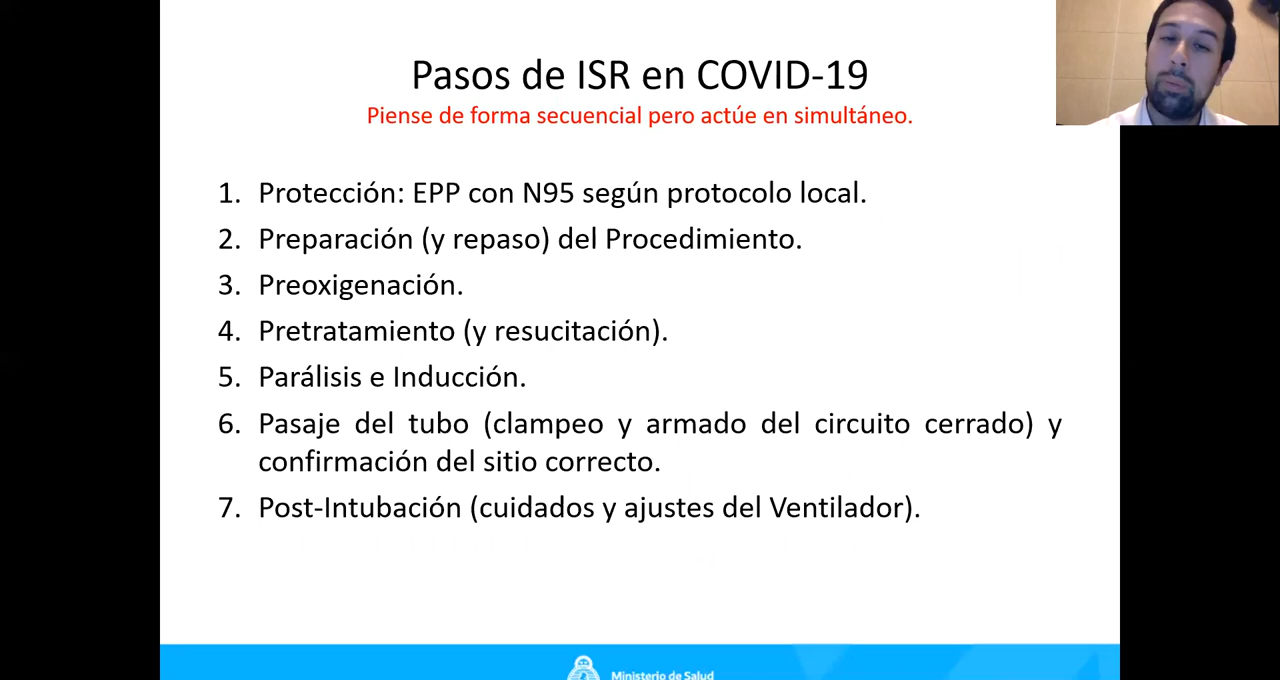 Pasos de ISR en COVID-19
Piense de forma secuencial pero actúe en simultáneo.
1. Protección: EPP con N95 según protocolo local.
2. Preparación (y repaso) del Procedimiento.
3. Preoxigenación.
4. Pretratamiento (y resucitación).
5. Parálisis e Inducción.
6. Pasaje del tubo (clampeo y armado del circuito cerrado) y
confirmación del sitio correcto.
7. Post-Intubación (cuidados y ajustes del Ventilador).
Ministerio de Salud